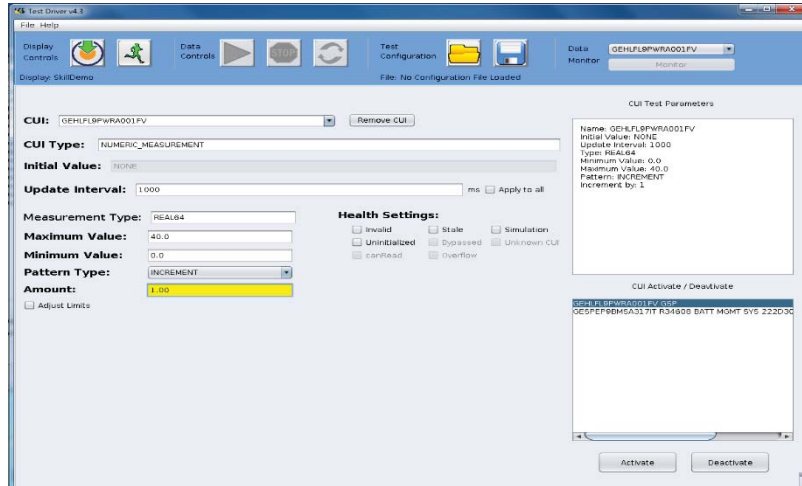 Test Driver v4.3
File Help
Display Controls
Data Controls
STOP
Test Configuration
Data Monitor
GEHLFL9PWRA001FV
Monitor
Display: SkillDemo
File: No Configuration File Loaded
CUI: GEHLFL9PWRA001FV
Remove CUI
CUI Type: NUMERIC_MEASUREMENT
Initial Value: NONE
Update Interval: 1000 ms Apply to all
Measurement Type: REAL64
Maximum Value: 40.0
Minimum Value: 0.0
Pattern Type: INCREMENT
Amount: 1.00
Adjust Limits
Health Settings:
Invalid Stale Simulation
Uninitialized Bypassed Unknown CUI
canRead Overflow
CUI Test Parameters
Name: GEHLFL9PWRA001FV
Initial Value: NONE
Update Interval: 1000
Type: REAL64
Minimum Value: 0.0
Maximum Value: 40.0
Pattern: INCREMENT
Increment by: 1
CUI Activate / Deavtivate
GEHLFL9PWRA001FV GSP
GESPEP9BMSA317IT R34608 BATT MGMT SYS 222D30
Activate
Deactivate